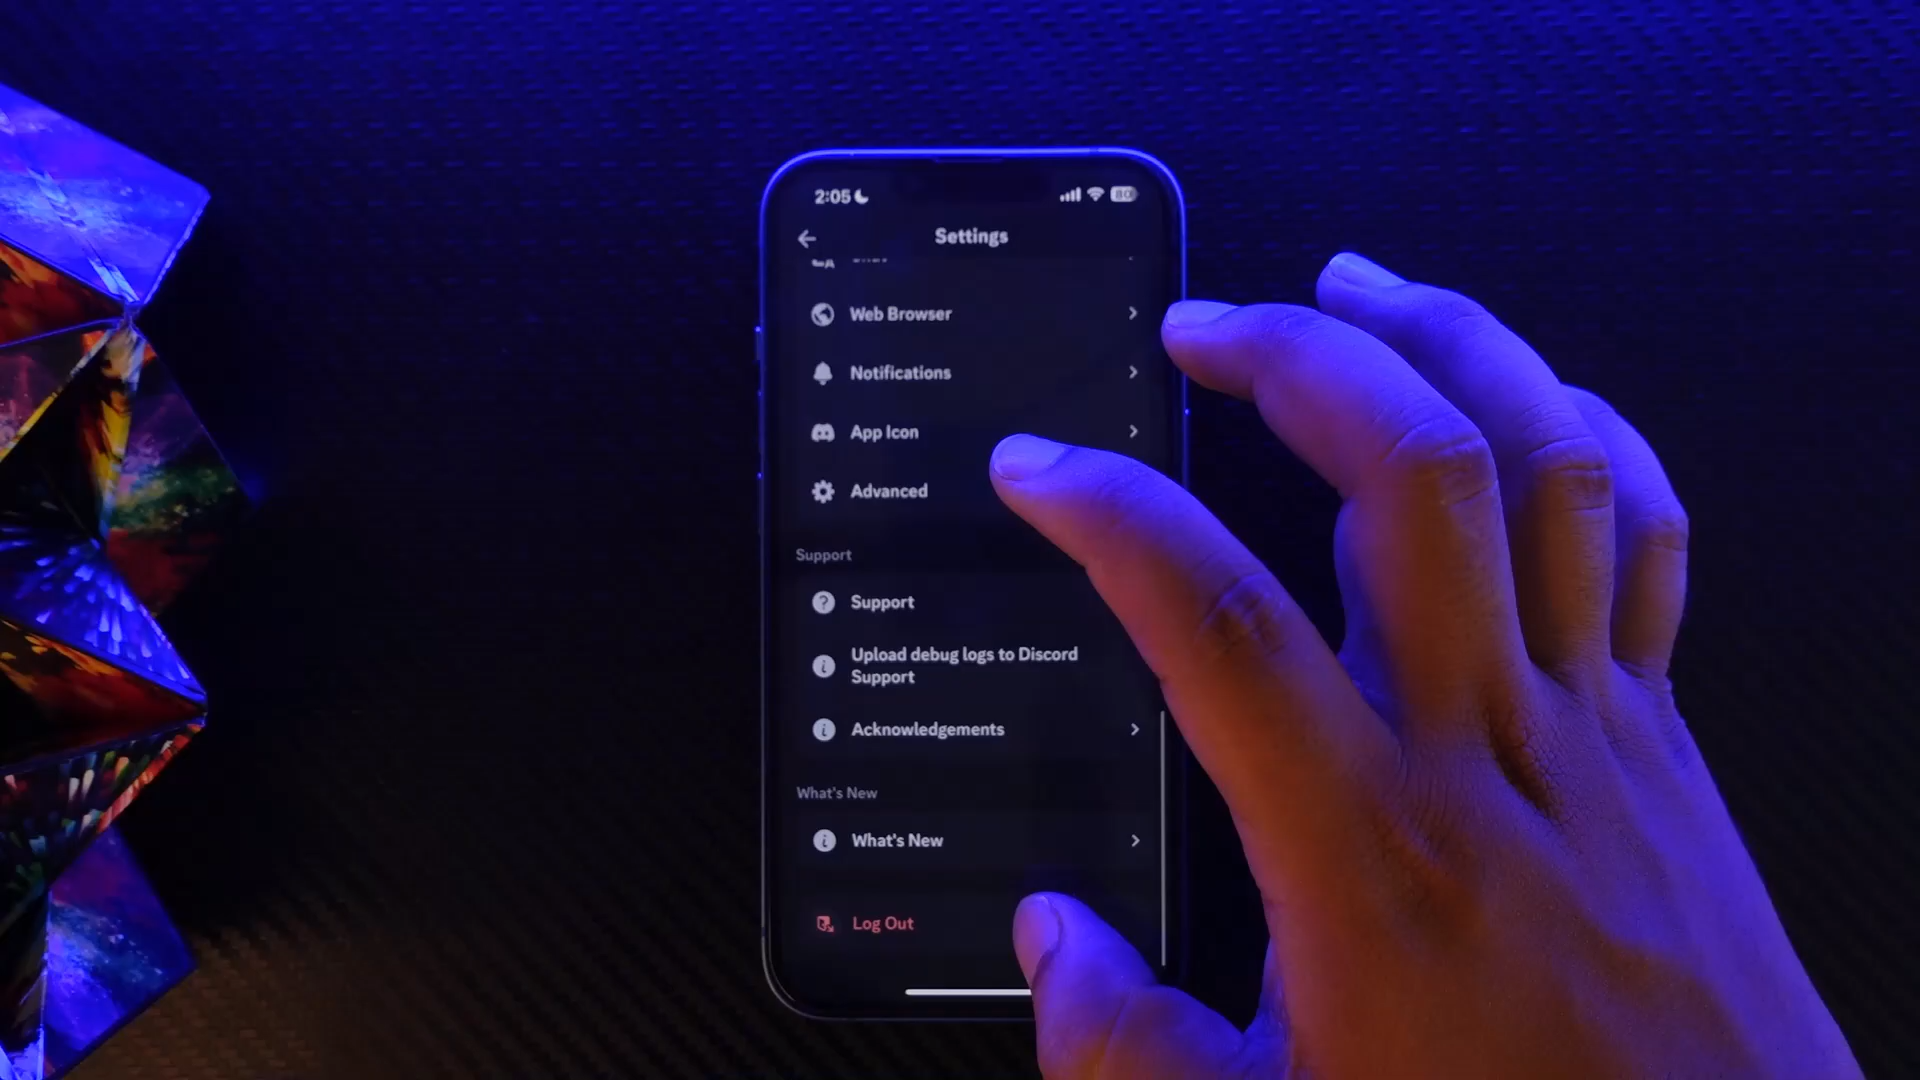 2:05
80
Settings
Web Browser
Notifications
App Icon
Advanced
Support
Support
Upload debug logs to Discord
Support
Acknowledgements
What's New
What's New
Log Out